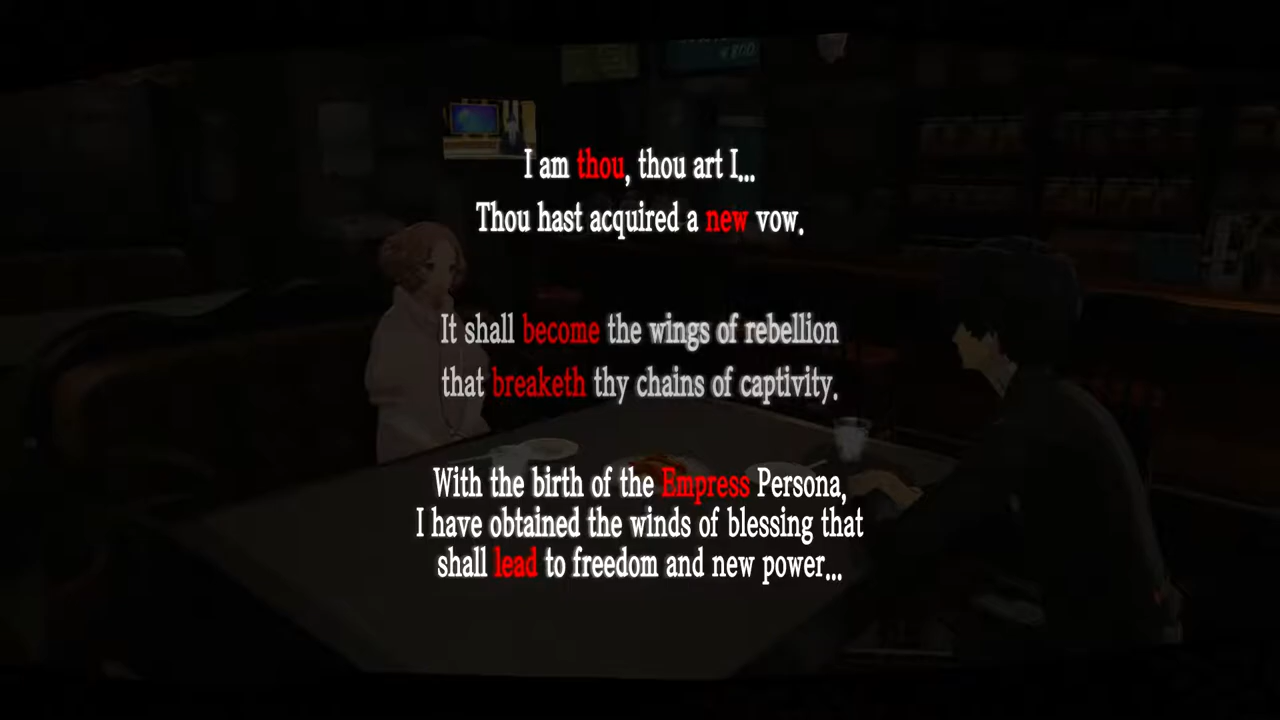 I am thou, thou art I...
Thou hast acquired a new vow.
It shall become the wings of rebellion
that breaketh thy chains of captivity.
With the birth of the Empress Persona,
I have obtained the winds of blessing that
shall lead to freedom and new power...